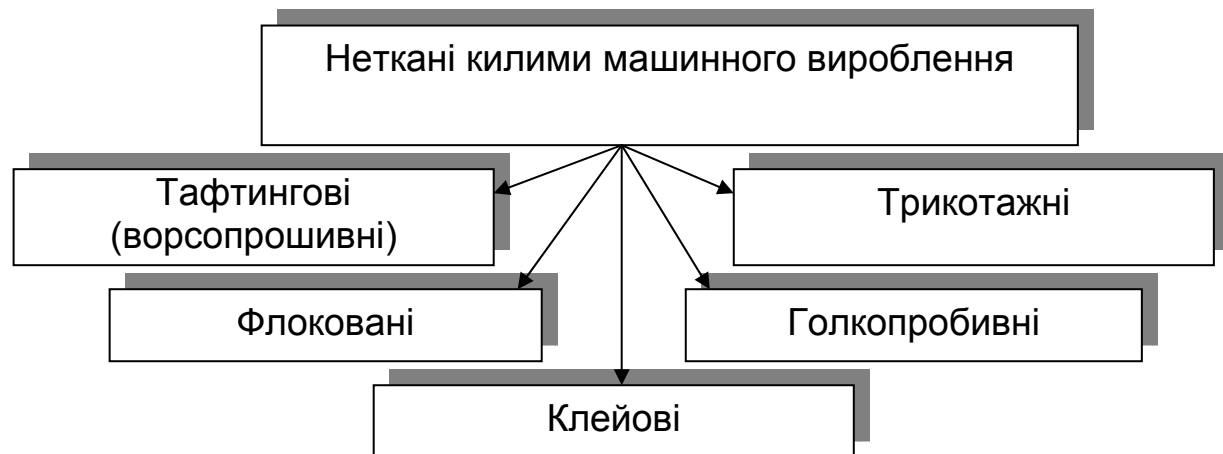 Неткані килими машинного вироблення
Тафтингові
(ворсопрошивні)
Трикотажні
Флоковані
Голкопробивні
Клейові